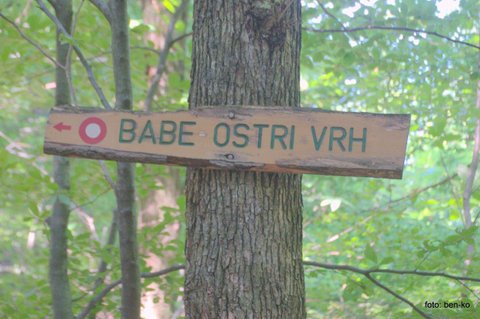 BABE - OSTRI VRH
foto: ben-ko